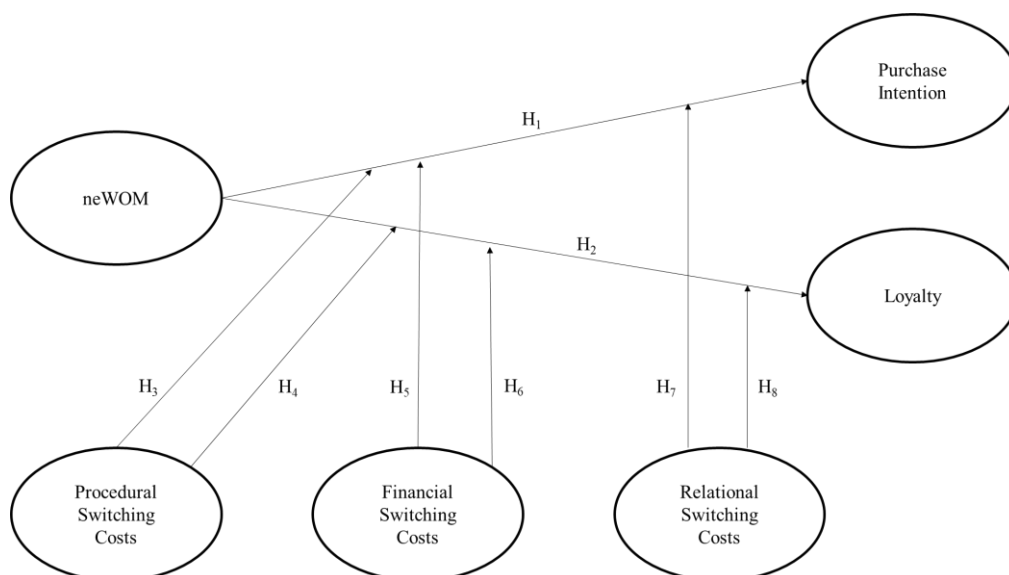 Purchase
Intention
H₁
neWOM
H₂
Loyalty
H₃
H₄
H₅
H₆
H₇
H₈
Procedural
Switching
Costs
Financial
Switching
Costs
Relational
Switching
Costs